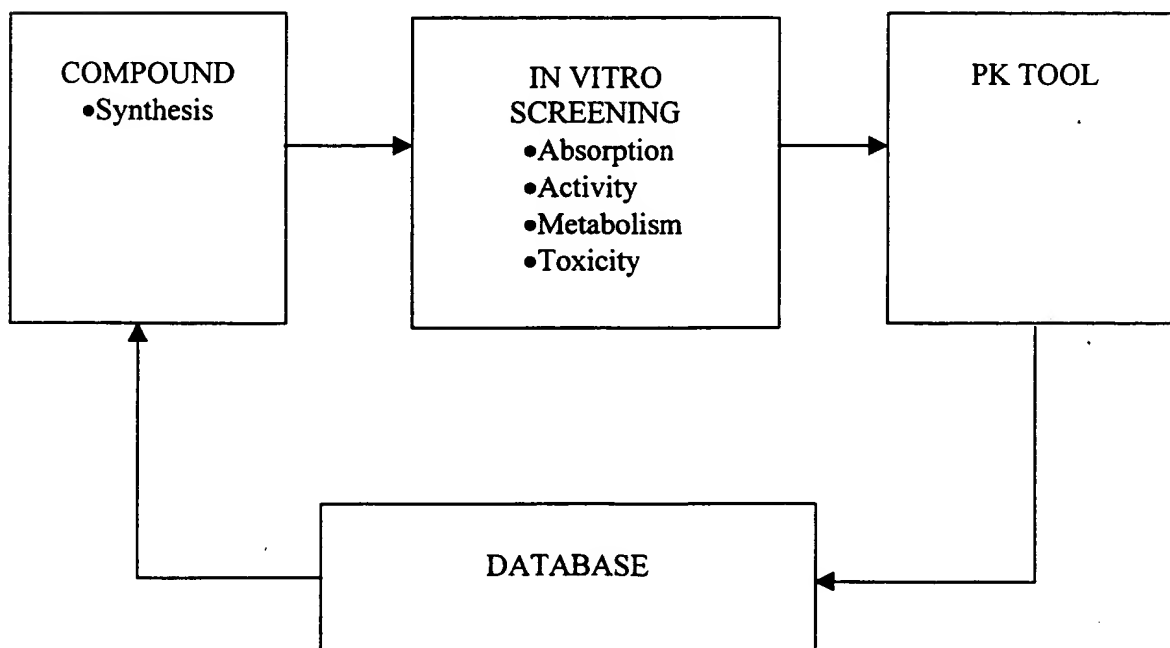 COMPOUND
•Synthesis
IN VITRO
SCREENING
•Absorption
•Activity
•Metabolism
•Toxicity
PK TOOL
DATABASE